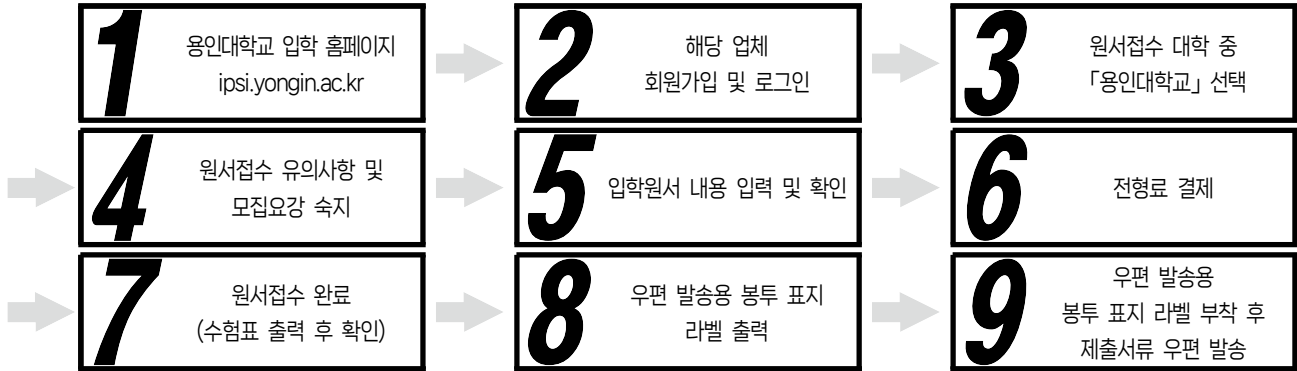 1
용인대학교 입학 홈페이지
ipsi.yongin.ac.kr
2
해당 업체
회원가입 및 로그인
3
원서접수 대학 중
「용인대학교」 선택
4
원서접수 유의사항 및
모집요강 숙지
5
입학원서 내용 입력 및 확인
6
전형료 결제
7
원서접수 완료
(수험표 출력 후 확인)
8
우편 발송용 봉투 표지
라벨 출력
9
우편 발송용
봉투 표지 라벨 부착 후
제출서류 우편 발송